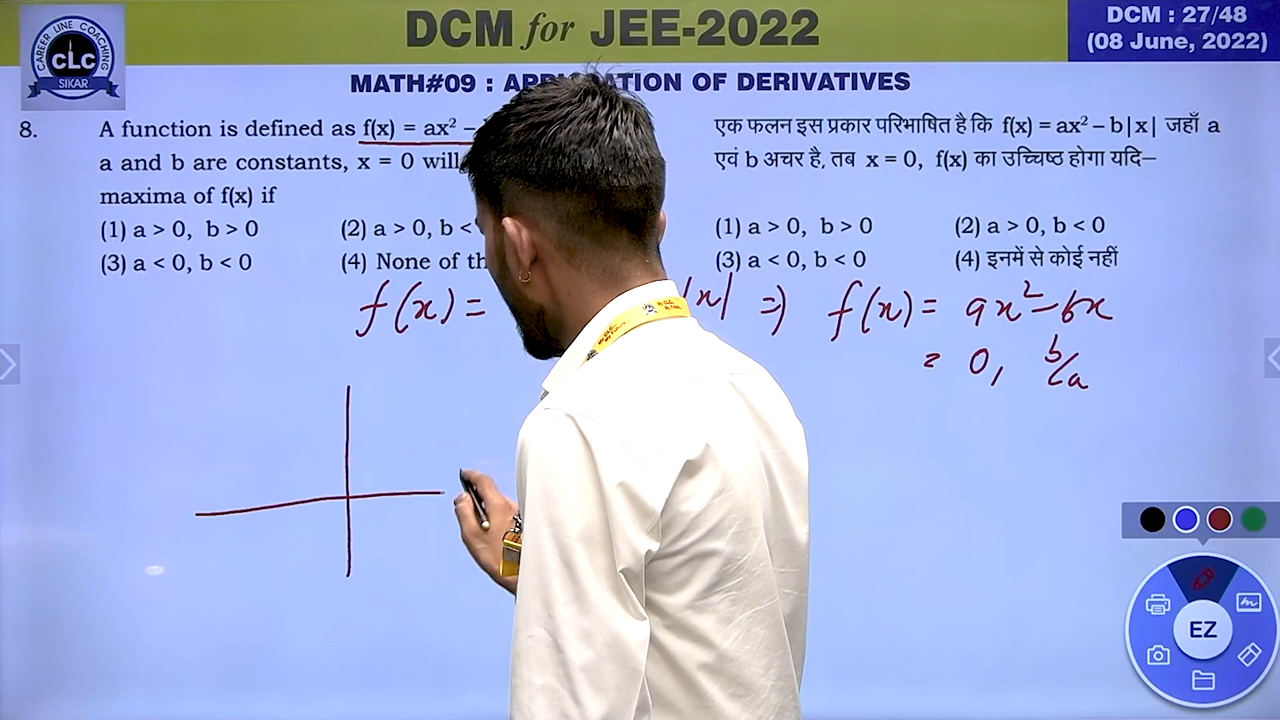 DCM for JEE-2022
DCM : 27/48
(08 June, 2022)
CAREER LINE COACHING
CLC
SIKAR
MATH#09 : APPLICATION OF DERIVATIVES
8. A function is defined as f(x) = ax² –
a and b are constants, x = 0 will
maxima of f(x) if
(1) a > 0, b > 0 (2) a > 0, b <
(3) a < 0, b < 0 (4) None of th
एक फलन इस प्रकार परिभाषित है कि f(x) = ax² – b|x| जहाँ a
एवं b अचर है, तब x = 0, f(x) का उच्चिष्ठ होगा यदि–
(1) a > 0, b > 0 (2) a > 0, b < 0
(3) a < 0, b < 0 (4) इनमें से कोई नहीं
f(x) = |x| ⇒ f(x) = ax² – bx
= 0, b/a
EZ